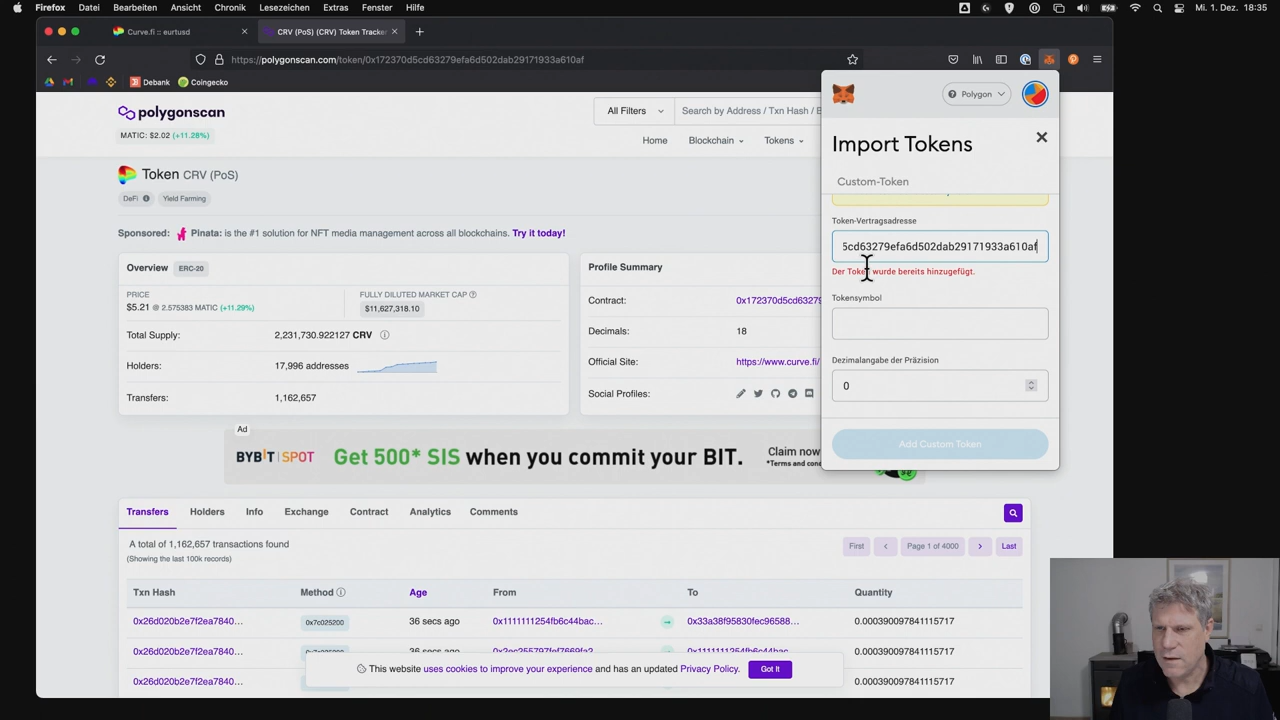 Firefox Ablage Bearbeiten Ansicht Chronik Lesezeichen Extras Fenster Hilfe Mi. 1. Dez. 18:35
Curve.fi :: eurtusd CRV (PoS) (CRV) Token Tracker
https://polygonscan.com/token/0x172370d5cd63279efa6d502dab29171933a610af
Debank Coingecko
polygonscan
MATIC: $2.02 (+11.28%)
All Filters Search by Address / Txn Hash / B
Home Blockchain Tokens
Token CRV (PoS)
DeFi Yield Farming
Sponsored: Pinata: is the #1 solution for NFT media management across all blockchains. Try it today!
Overview ERC-20
PRICE
$5.21 @ 2.575383 MATIC (+11.29%)
FULLY DILUTED MARKET CAP
$11,627,318.10
Total Supply: 2,231,730.922127 CRV
Holders: 17,996 addresses
Transfers: 1,162,657
Profile Summary
Contract: 0x172370d5cd6327
Decimals: 18
Official Site: https://www.curve.fi/
Social Profiles:
Polygon
Import Tokens
Custom-Token
Token-Vertragsadresse
5cd63279efa6d502dab29171933a610af
Der Token wurde bereits hinzugefügt.
Tokensymbol
Dezimalangabe der Präzision
0
Add Custom Token
Ad
BYBIT SPOT Get 500* SIS when you commit your BIT. Claim now
*Terms and cond
Transfers Holders Info Exchange Contract Analytics Comments
A total of 1,162,657 transactions found
(Showing the last 100k records)
First Page 1 of 4000 Last
Txn Hash Method Age From To Quantity
0x26d020b2e7f2ea7840... 0x7c025200 36 secs ago 0x1111111254fb6c44bac... 0x33a38f95830fec96588... 0.000390097841115717
0x26d020b2e7f2ea7840... 36 secs ago 0.000390097841115717
This website uses cookies to improve your experience and has an updated Privacy Policy. Got It
0x26d020b2e7f2ea7840... 0.000390097841115717